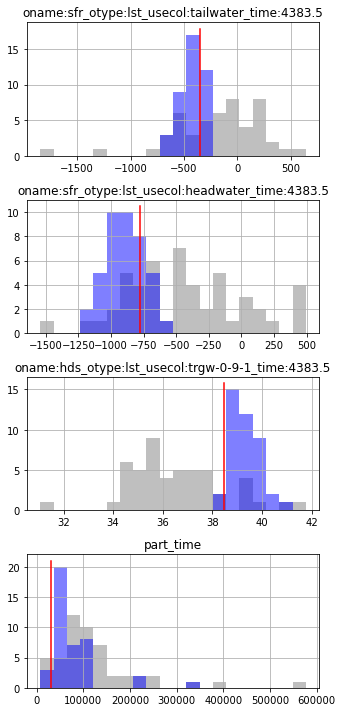 oname:sfr_otype:lst_usecol:tailwater_time:4383.5
15
10
5
0
−1500 −1000 −500 0 500
oname:sfr_otype:lst_usecol:headwater_time:4383.5
10
8
6
4
2
0
−1500 −1250 −1000 −750 −500 −250 0 250 500
oname:hds_otype:lst_usecol:trgw-0-9-1_time:4383.5
15
10
5
0
32 34 36 38 40 42
part_time
20
15
10
5
0
0 100000 200000 300000 400000 500000 600000